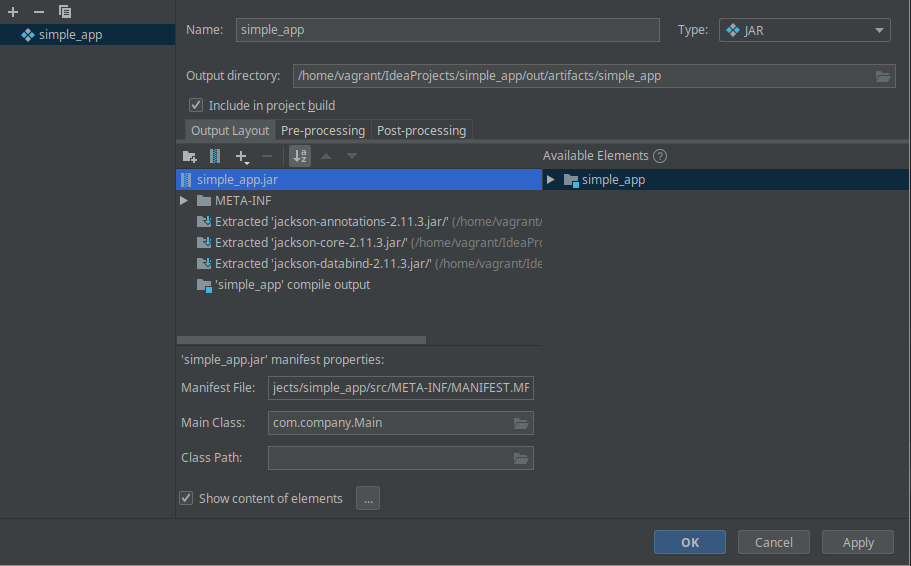 simple_app
Name: simple_app Type: JAR
Output directory: /home/vagrant/IdeaProjects/simple_app/out/artifacts/simple_app
Include in project build
Output Layout Pre-processing Post-processing
Available Elements ?
simple_app.jar
META-INF
Extracted 'jackson-annotations-2.11.3.jar/' (/home/vagrant/
Extracted 'jackson-core-2.11.3.jar/' (/home/vagrant/IdeaPro
Extracted 'jackson-databind-2.11.3.jar/' (/home/vagrant/Ide
'simple_app' compile output
simple_app
'simple_app.jar' manifest properties:
Manifest File: jects/simple_app/src/META-INF/MANIFEST.MF
Main Class: com.company.Main
Class Path:
Show content of elements ...
OK Cancel Apply